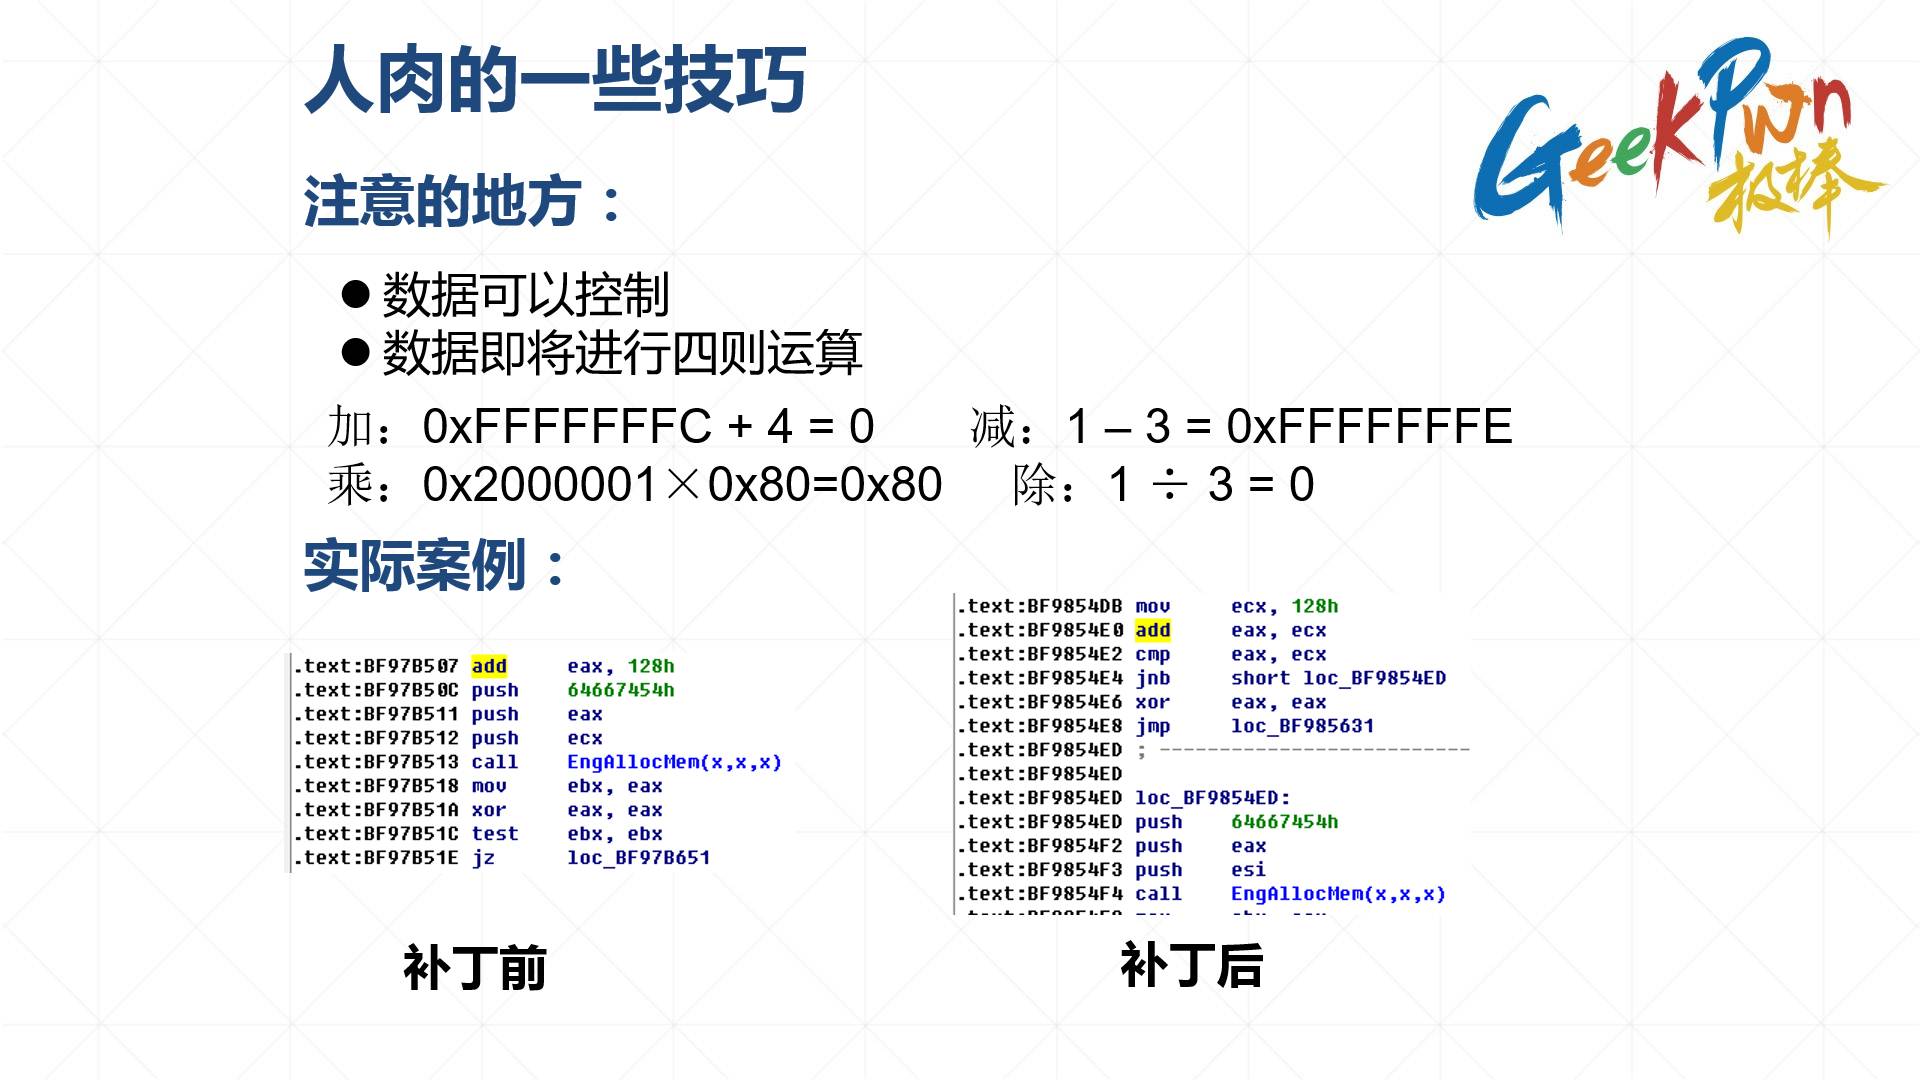 人肉的一些技巧
GeekPwn
极棒
注意的地方：
● 数据可以控制
● 数据即将进行四则运算
加：0xFFFFFFFC + 4 = 0 减：1 – 3 = 0xFFFFFFFE
乘：0x2000001×0x80=0x80 除：1 ÷ 3 = 0
实际案例：
.text:BF97B507 add eax, 128h
.text:BF97B50C push 64667454h
.text:BF97B511 push eax
.text:BF97B512 push ecx
.text:BF97B513 call EngAllocMem(x,x,x)
.text:BF97B518 mov ebx, eax
.text:BF97B51A xor eax, eax
.text:BF97B51C test ebx, ebx
.text:BF97B51E jz loc_BF97B651
补丁前
.text:BF9854DB mov ecx, 128h
.text:BF9854E0 add eax, ecx
.text:BF9854E2 cmp eax, ecx
.text:BF9854E4 jnb short loc_BF9854ED
.text:BF9854E6 xor eax, eax
.text:BF9854E8 jmp loc_BF985631
.text:BF9854ED ; --------------------------
.text:BF9854ED
.text:BF9854ED loc_BF9854ED:
.text:BF9854ED push 64667454h
.text:BF9854F2 push eax
.text:BF9854F3 push esi
.text:BF9854F4 call EngAllocMem(x,x,x)
补丁后